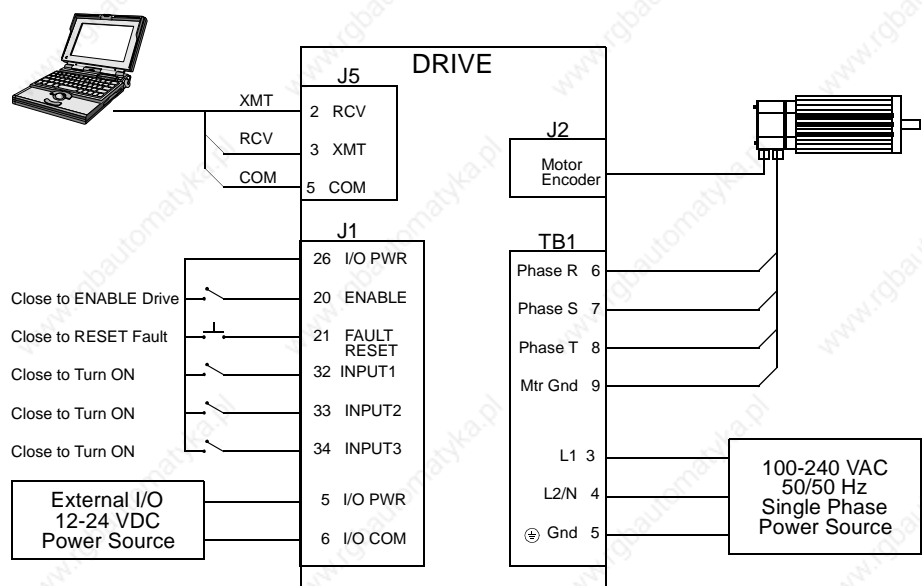 DRIVE
J5
XMT
2 RCV
RCV
3 XMT
COM
5 COM
J2
Motor
Encoder
J1
26 I/O PWR
Close to ENABLE Drive
20 ENABLE
Close to RESET Fault
21 FAULT
RESET
Close to Turn ON
32 INPUT1
Close to Turn ON
33 INPUT2
Close to Turn ON
34 INPUT3
External I/O
12-24 VDC
Power Source
5 I/O PWR
6 I/O COM
TB1
Phase R 6
Phase S 7
Phase T 8
Mtr Gnd 9
L1 3
L2/N 4
Gnd 5
100-240 VAC
50/50 Hz
Single Phase
Power Source
www.rgbautomatyka.pl